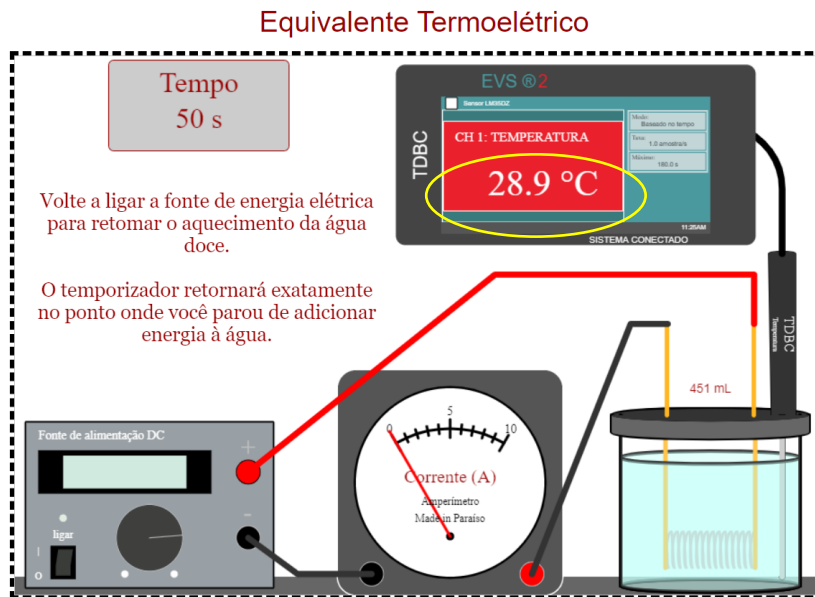 Equivalente Termoelétrico
Tempo
50 s
EVS ®2
Sensor LM35DZ
TDBC
CH 1: TEMPERATURA
28.9 °C
Modo:
Baseado no tempo
Taxa:
1.0 amostra/s
Máximo:
180.0 s
11:25AM
SISTEMA CONECTADO
Volte a ligar a fonte de energia elétrica
para retomar o aquecimento da água
doce.
O temporizador retornará exatamente
no ponto onde você parou de adicionar
energia à água.
TDBC
Temperatura
451 mL
Fonte de alimentação DC
+
-
ligar
I
O
0
5
10
Corrente (A)
Amperímetro
Made in Paraíso